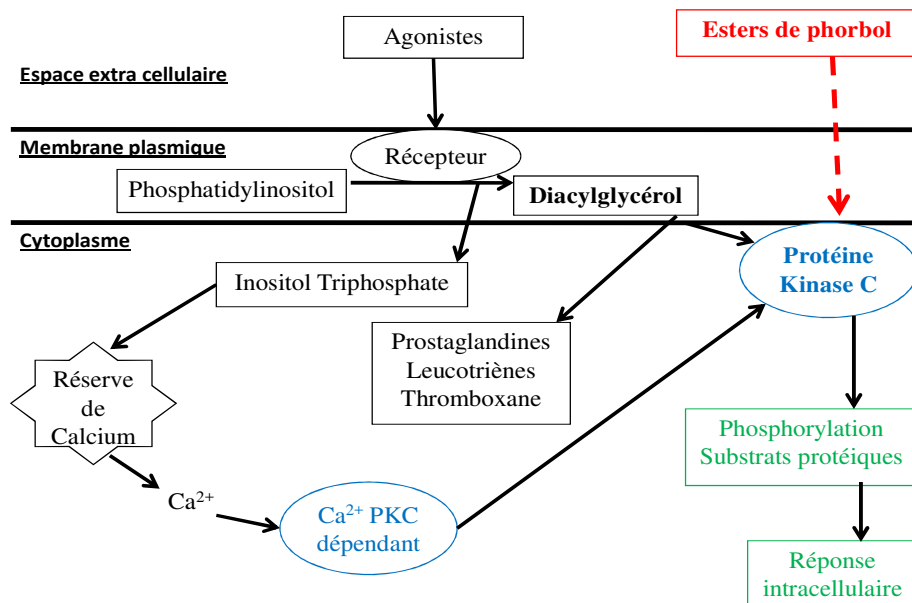 Agonistes
Esters de phorbol
Espace extra cellulaire
Membrane plasmique
Récepteur
Phosphatidylinositol
Diacylglycérol
Cytoplasme
Protéine
Kinase C
Inositol Triphosphate
Prostaglandines
Leucotriènes
Thromboxane
Réserve
de
Calcium
Phosphorylation
Substrats protéiques
Ca²⁺
Ca²⁺ PKC
dépendant
Réponse
intracellulaire